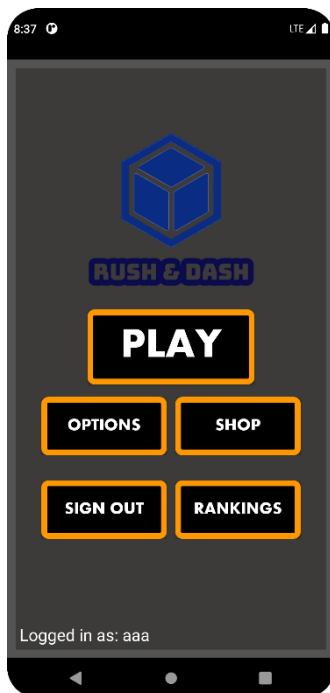 8:37
LTE
RUSH & DASH
PLAY
OPTIONS
SHOP
SIGN OUT
RANKINGS
Logged in as: aaa